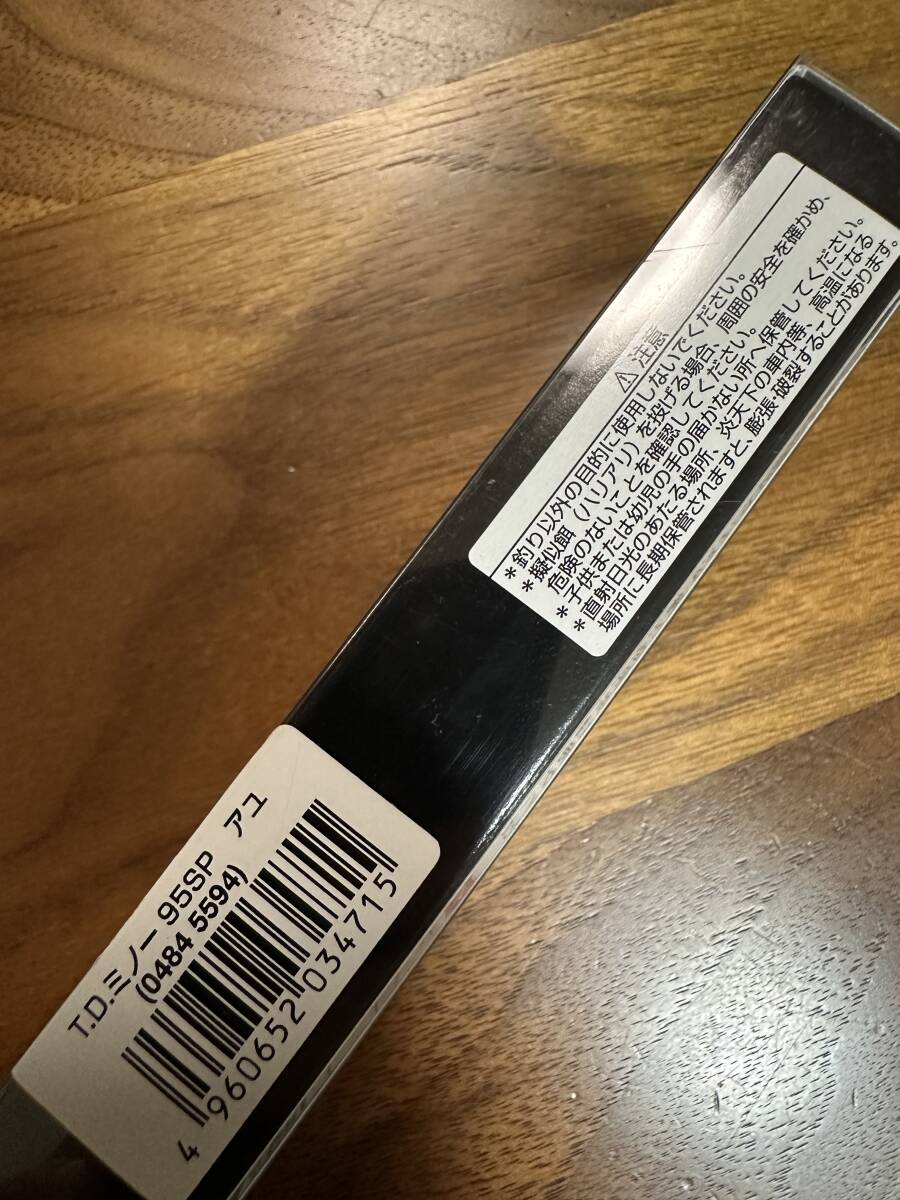 ⚠ 注意
＊釣り以外の目的に使用しないでください。
＊擬似餌（ハリアリ）を投げる場合、周囲の安全を確かめ、
危険のないことを確認してください。
＊子供または幼児の手の届かない所へ保管してください。
＊直射日光のあたる場所、炎天下の車内等、高温になる
場所に長期保管されますと、膨張・破裂することがあります。
T.D.ミノー 95SP アユ
(0484 5594)
4 960652 034715